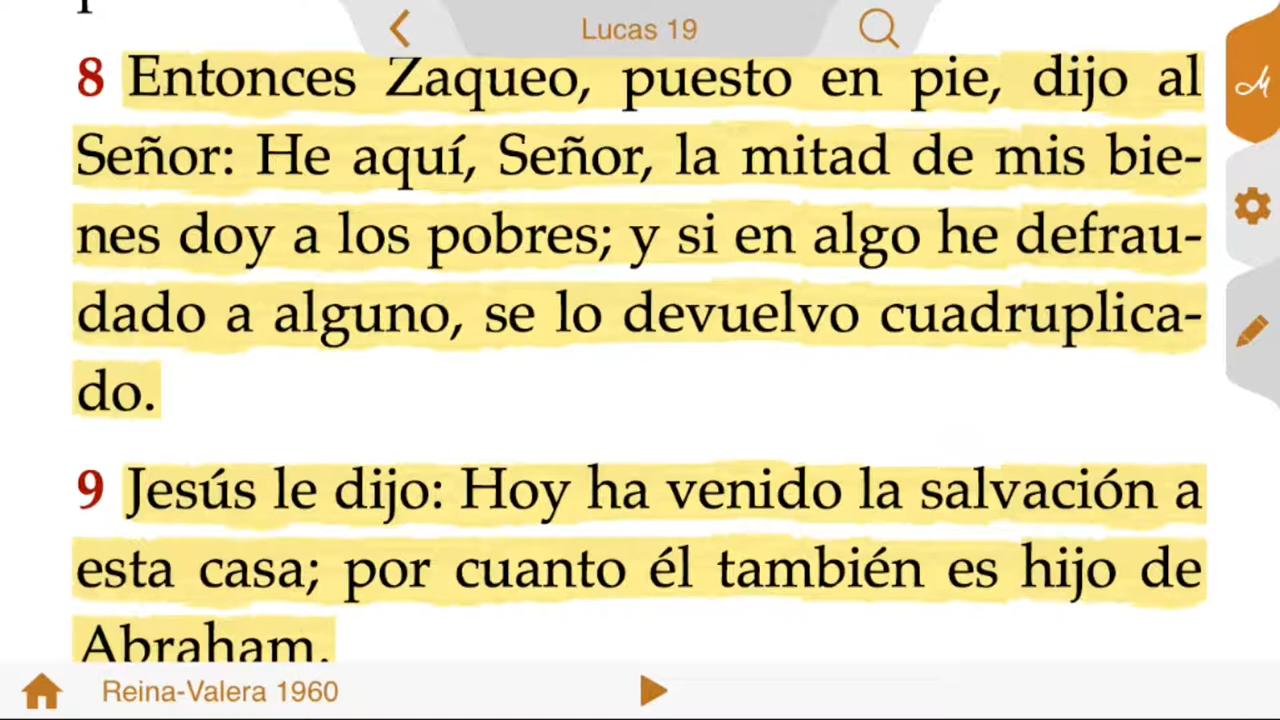 Lucas 19
8 Entonces Zaqueo, puesto en pie, dijo al
Señor: He aquí, Señor, la mitad de mis bie-
nes doy a los pobres; y si en algo he defrau-
dado a alguno, se lo devuelvo cuadruplica-
do.
9 Jesús le dijo: Hoy ha venido la salvación a
esta casa; por cuanto él también es hijo de
Abraham.
Reina-Valera 1960